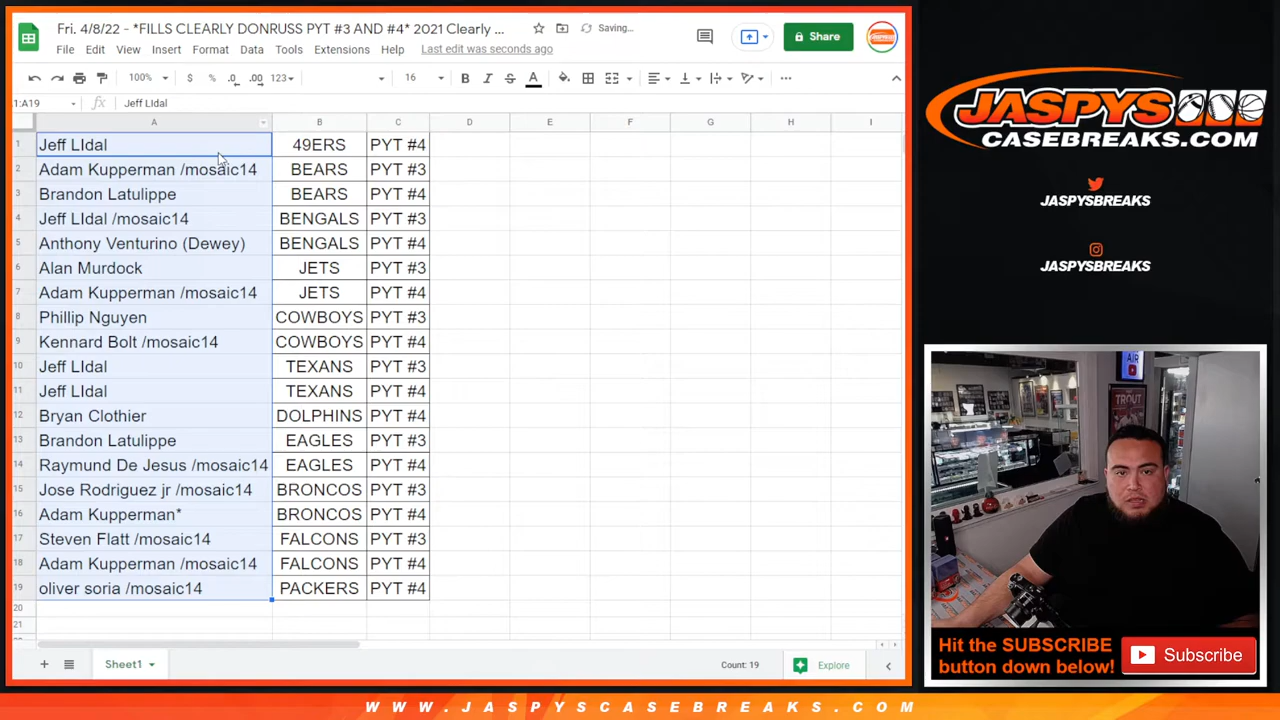 Fri. 4/8/22 - *FILLS CLEARLY DONRUSS PYT #3 AND #4* 2021 Clearly ...
Saving...
Share
File Edit View Insert Format Data Tools Extensions Help Last edit was seconds ago
100% $ % .0 .00 123 16 B I S A
1:A19 fx Jeff LIdal
A B C D E F G H I
1 Jeff LIdal 49ERS PYT #4
2 Adam Kupperman /mosaic14 BEARS PYT #3
3 Brandon Latulippe BEARS PYT #4
4 Jeff LIdal /mosaic14 BENGALS PYT #3
5 Anthony Venturino (Dewey) BENGALS PYT #4
6 Alan Murdock JETS PYT #3
7 Adam Kupperman /mosaic14 JETS PYT #4
8 Phillip Nguyen COWBOYS PYT #3
9 Kennard Bolt /mosaic14 COWBOYS PYT #4
10 Jeff LIdal TEXANS PYT #3
11 Jeff LIdal TEXANS PYT #4
12 Bryan Clothier DOLPHINS PYT #4
13 Brandon Latulippe EAGLES PYT #3
14 Raymund De Jesus /mosaic14 EAGLES PYT #4
15 Jose Rodriguez jr /mosaic14 BRONCOS PYT #3
16 Adam Kupperman* BRONCOS PYT #4
17 Steven Flatt /mosaic14 FALCONS PYT #3
18 Adam Kupperman /mosaic14 FALCONS PYT #4
19 oliver soria /mosaic14 PACKERS PYT #4
20
21
Sheet1
Count: 19
Explore
JASPYS
CASEBREAKS.COM
JASPYSBREAKS
JASPYSBREAKS
AIR
TROUT
Hit the SUBSCRIBE
button down below!
Subscribe
WWW.JASPYSCASEBREAKS.COM